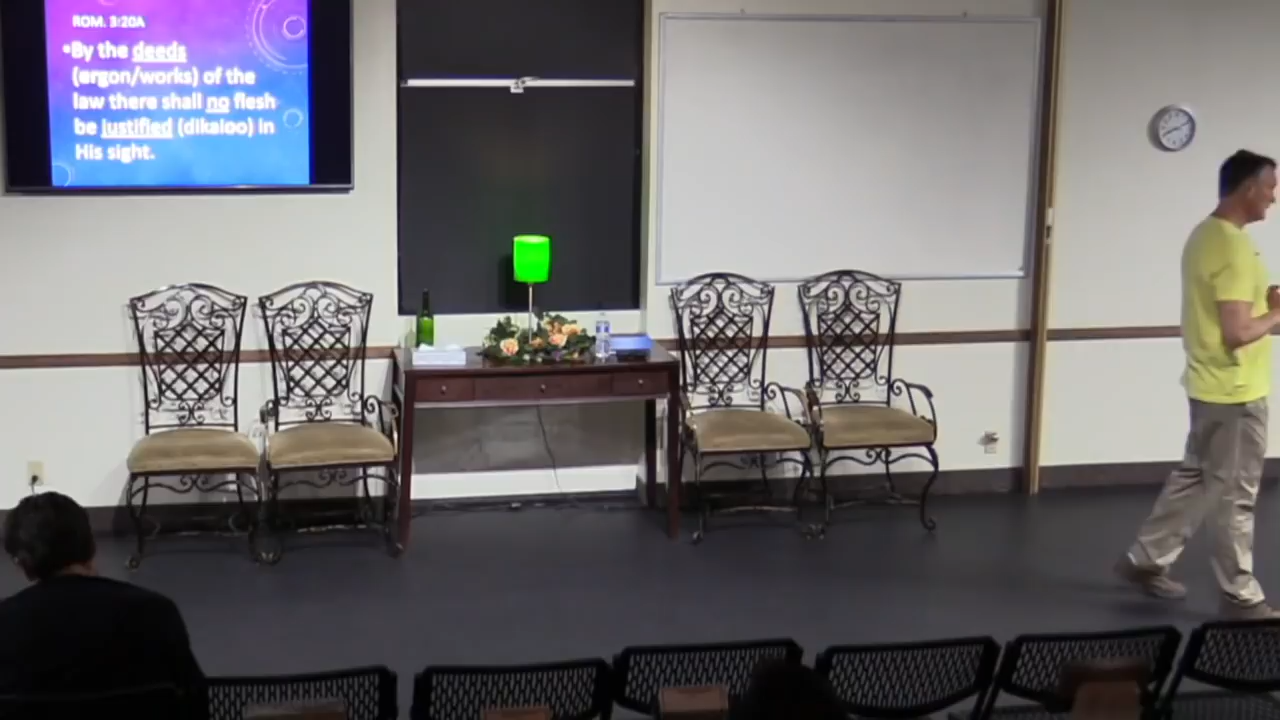 ROM. 3:20A
•By the deeds
(ergon/works) of the
law there shall no flesh
be justified (dikaioo) in
His sight.